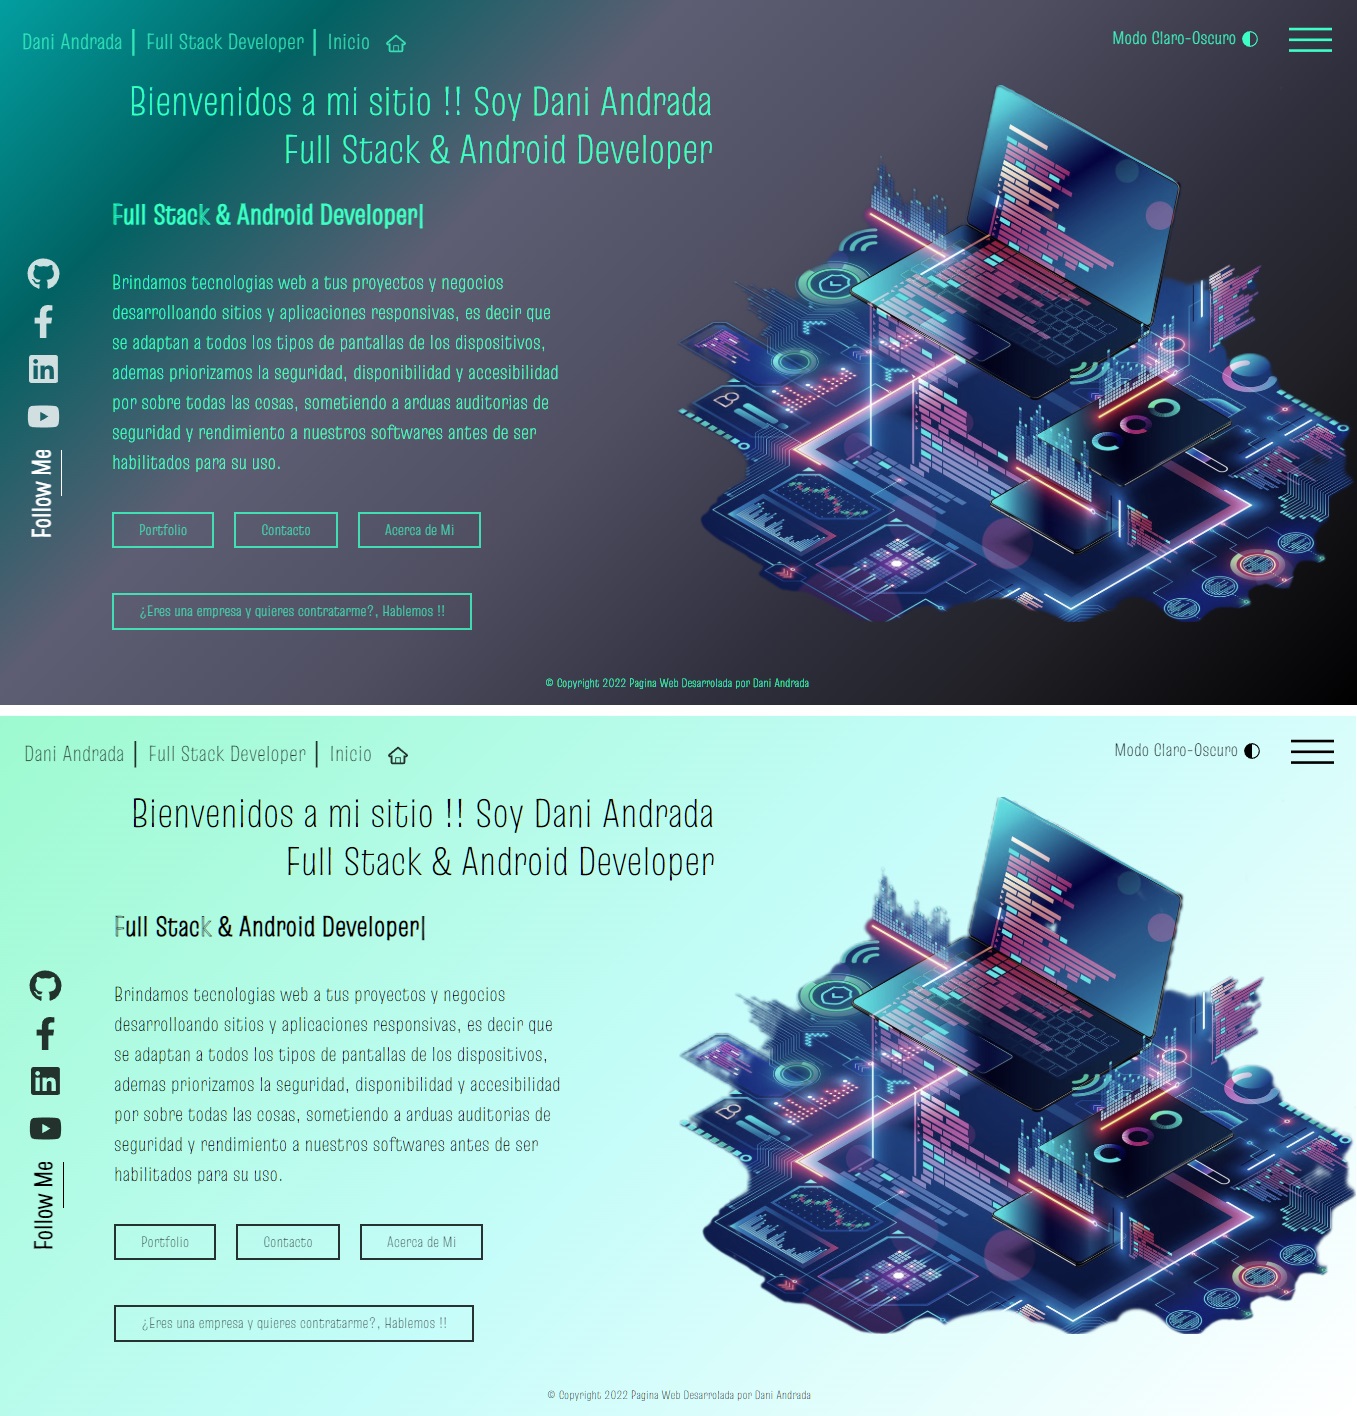 Dani Andrada | Full Stack Developer | Inicio
Modo Claro-Oscuro
Bienvenidos a mi sitio !! Soy Dani Andrada
Full Stack & Android Developer
Full Stack & Android Developer|
Brindamos tecnologias web a tus proyectos y negocios
desarrolloando sitios y aplicaciones responsivas, es decir que
se adaptan a todos los tipos de pantallas de los dispositivos,
ademas priorizamos la seguridad, disponibilidad y accesibilidad
por sobre todas las cosas, sometiendo a arduas auditorias de
seguridad y rendimiento a nuestros softwares antes de ser
habilitados para su uso.
Follow Me
Portfolio
Contacto
Acerca de Mi
¿Eres una empresa y quieres contratarme?, Hablemos !!
© Copyright 2022 Pagina Web Desarrolada por Dani Andrada
Dani Andrada | Full Stack Developer | Inicio
Modo Claro-Oscuro
Bienvenidos a mi sitio !! Soy Dani Andrada
Full Stack & Android Developer
Full Stack & Android Developer|
Brindamos tecnologias web a tus proyectos y negocios
desarrolloando sitios y aplicaciones responsivas, es decir que
se adaptan a todos los tipos de pantallas de los dispositivos,
ademas priorizamos la seguridad, disponibilidad y accesibilidad
por sobre todas las cosas, sometiendo a arduas auditorias de
seguridad y rendimiento a nuestros softwares antes de ser
habilitados para su uso.
Follow Me
Portfolio
Contacto
Acerca de Mi
¿Eres una empresa y quieres contratarme?, Hablemos !!
© Copyright 2022 Pagina Web Desarrolada por Dani Andrada